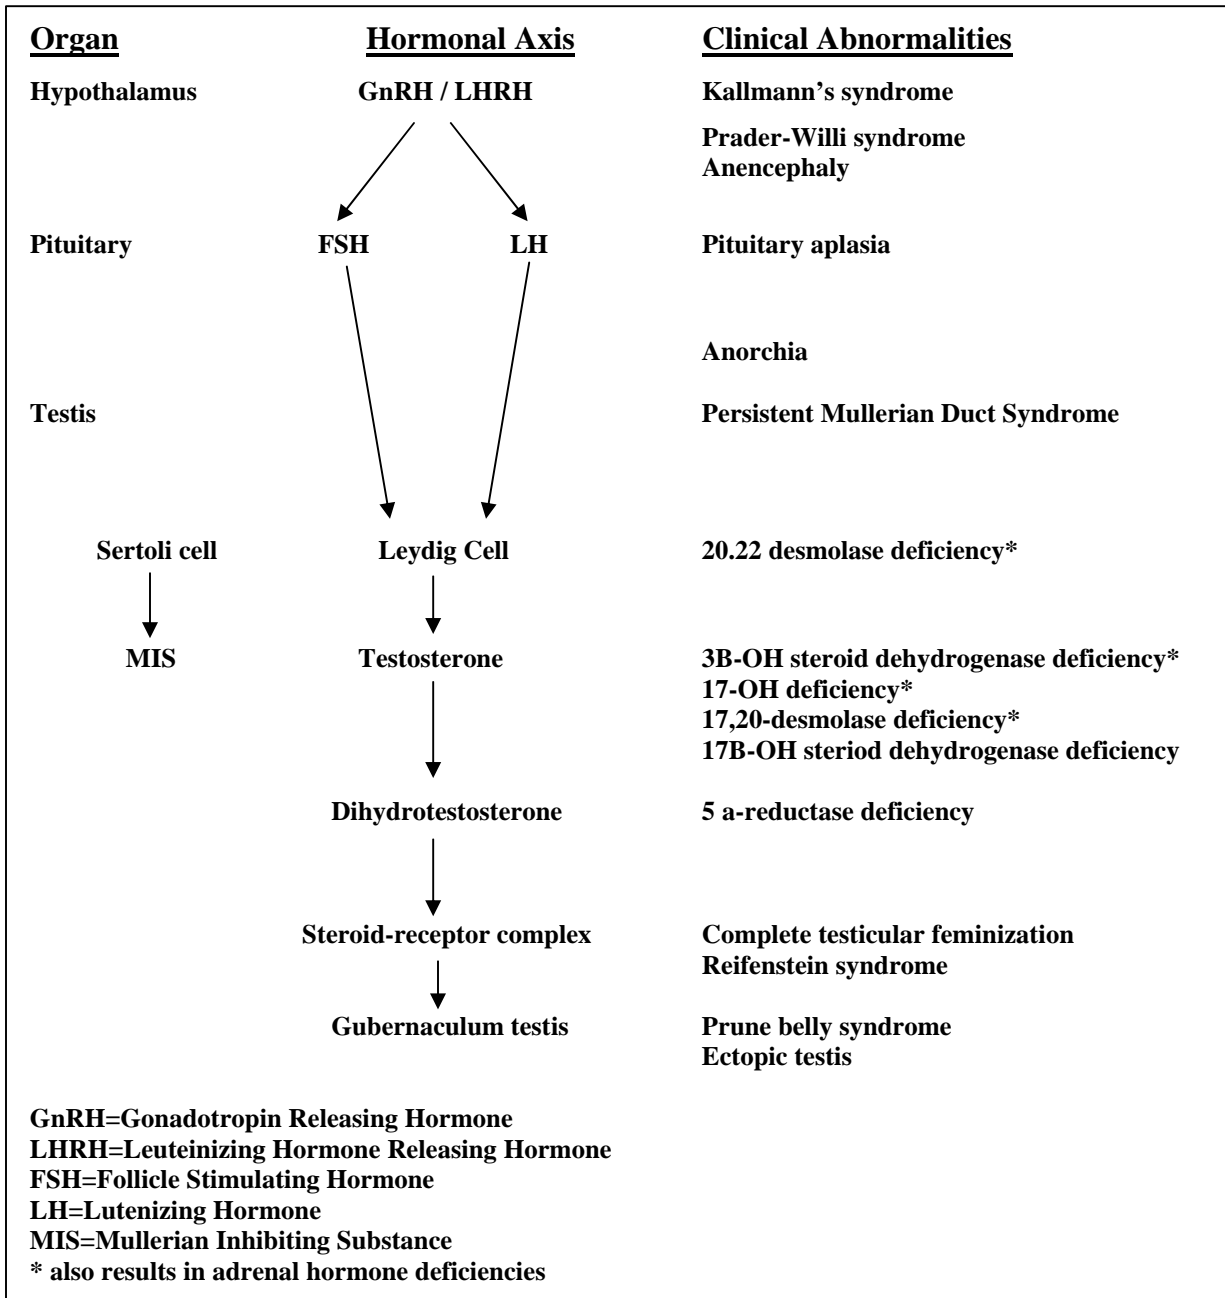 Organ Hormonal Axis Clinical Abnormalities
Hypothalamus GnRH / LHRH Kallmann's syndrome
Prader-Willi syndrome
Anencephaly
Pituitary FSH LH Pituitary aplasia
Anorchia
Testis Persistent Mullerian Duct Syndrome
Sertoli cell Leydig Cell 20.22 desmolase deficiency*
MIS Testosterone 3B-OH steroid dehydrogenase deficiency*
17-OH deficiency*
17,20-desmolase deficiency*
17B-OH steriod dehydrogenase deficiency
Dihydrotestosterone 5 a-reductase deficiency
Steroid-receptor complex Complete testicular feminization
Reifenstein syndrome
Gubernaculum testis Prune belly syndrome
Ectopic testis
GnRH=Gonadotropin Releasing Hormone
LHRH=Leuteinizing Hormone Releasing Hormone
FSH=Follicle Stimulating Hormone
LH=Lutenizing Hormone
MIS=Mullerian Inhibiting Substance
* also results in adrenal hormone deficiencies